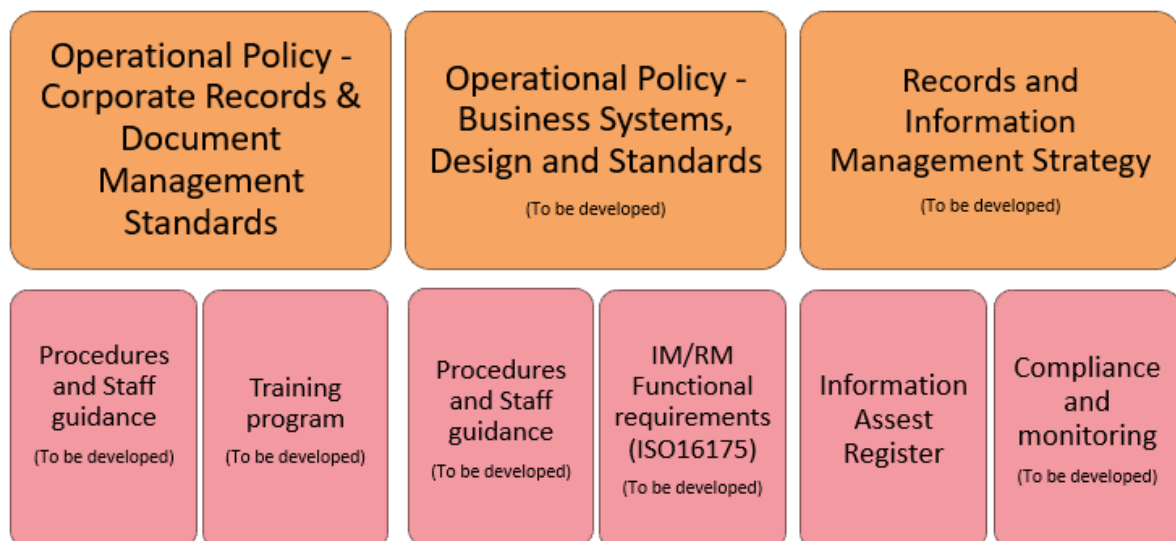 Operational Policy -
Corporate Records &
Document
Management
Standards
Operational Policy -
Business Systems,
Design and Standards
(To be developed)
Records and
Information
Management Strategy
(To be developed)
Procedures
and Staff
guidance
(To be developed)
Training
program
(To be developed)
Procedures
and Staff
guidance
(To be developed)
IM/RM
Functional
requirements
(ISO16175)
(To be developed)
Information
Assest
Register
Compliance
and
monitoring
(To be developed)